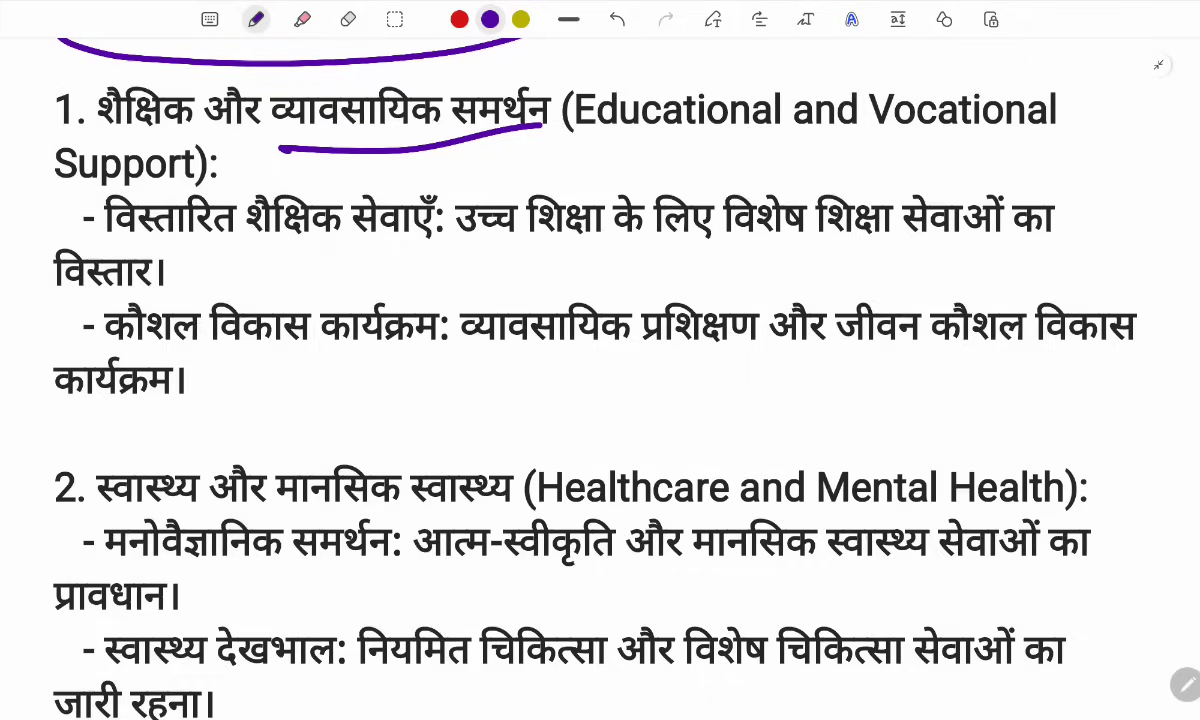 1. शैक्षिक और व्यावसायिक समर्थन (Educational and Vocational
Support):
- विस्तारित शैक्षिक सेवाएँ: उच्च शिक्षा के लिए विशेष शिक्षा सेवाओं का
विस्तार।
- कौशल विकास कार्यक्रम: व्यावसायिक प्रशिक्षण और जीवन कौशल विकास
कार्यक्रम।
2. स्वास्थ्य और मानसिक स्वास्थ्य (Healthcare and Mental Health):
- मनोवैज्ञानिक समर्थन: आत्म-स्वीकृति और मानसिक स्वास्थ्य सेवाओं का
प्रावधान।
- स्वास्थ्य देखभाल: नियमित चिकित्सा और विशेष चिकित्सा सेवाओं का
जारी रहना।